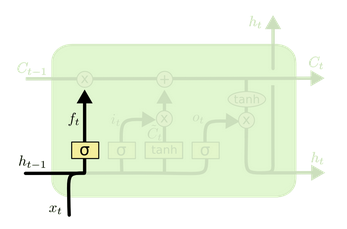 h_t
C_{t-1} x + C_t
tanh
f_t i_t x o_t x
C̃_t
σ σ tanh σ
h_{t-1} h_t
x_t